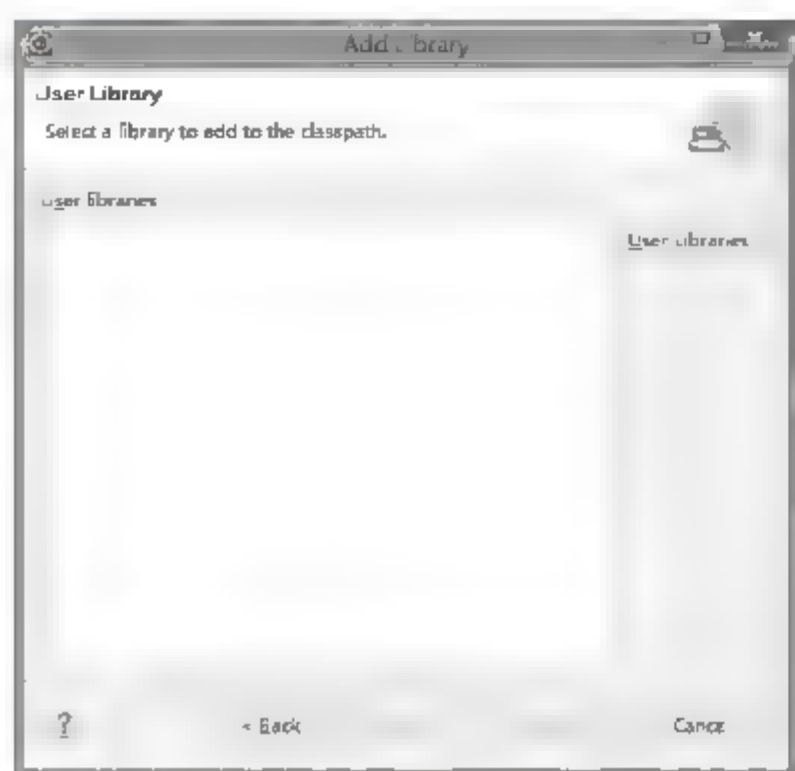 Add Library
User Library
Select a library to add to the classpath.
User libraries
User Libraries
?
< Back
Cancel